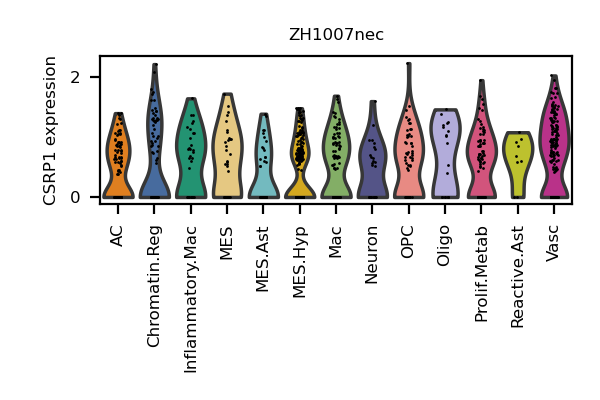 ZH1007nec
CSRP1 expression
2
0
AC
Chromatin.Reg
Inflammatory.Mac
MES
MES.Ast
MES.Hyp
Mac
Neuron
OPC
Oligo
Prolif.Metab
Reactive.Ast
Vasc